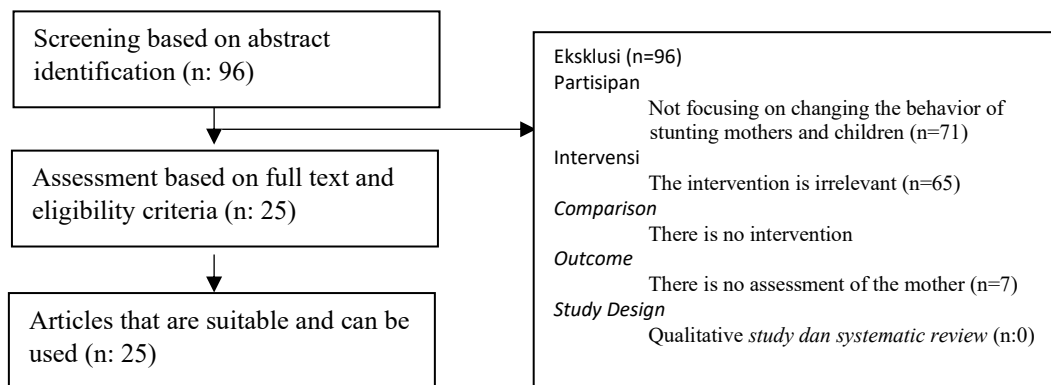 Screening based on abstract
identification (n: 96)
Assessment based on full text and
eligibility criteria (n: 25)
Articles that are suitable and can be
used (n: 25)
Eksklusi (n=96)
Partisipan
Not focusing on changing the behavior of
stunting mothers and children (n=71)
Intervensi
The intervention is irrelevant (n=65)
Comparison
There is no intervention
Outcome
There is no assessment of the mother (n=7)
Study Design
Qualitative study dan systematic review (n:0)